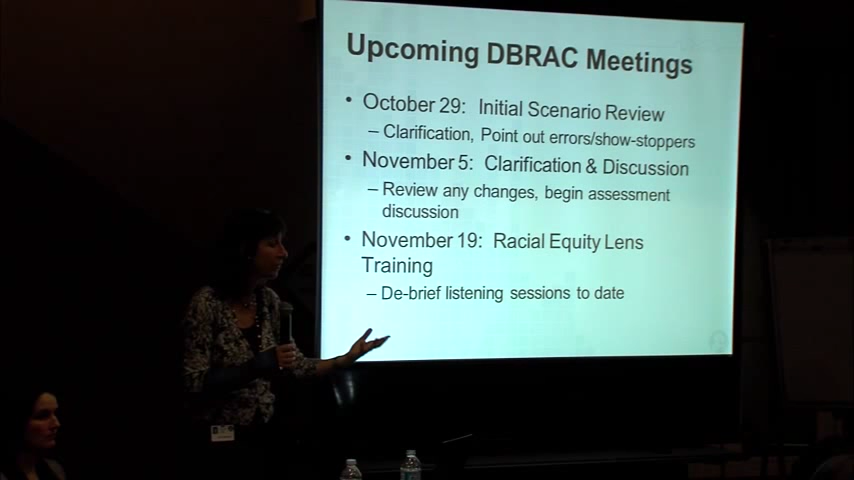 Upcoming DBRAC Meetings
• October 29: Initial Scenario Review
– Clarification, Point out errors/show-stoppers
• November 5: Clarification & Discussion
– Review any changes, begin assessment
discussion
• November 19: Racial Equity Lens
Training
– De-brief listening sessions to date